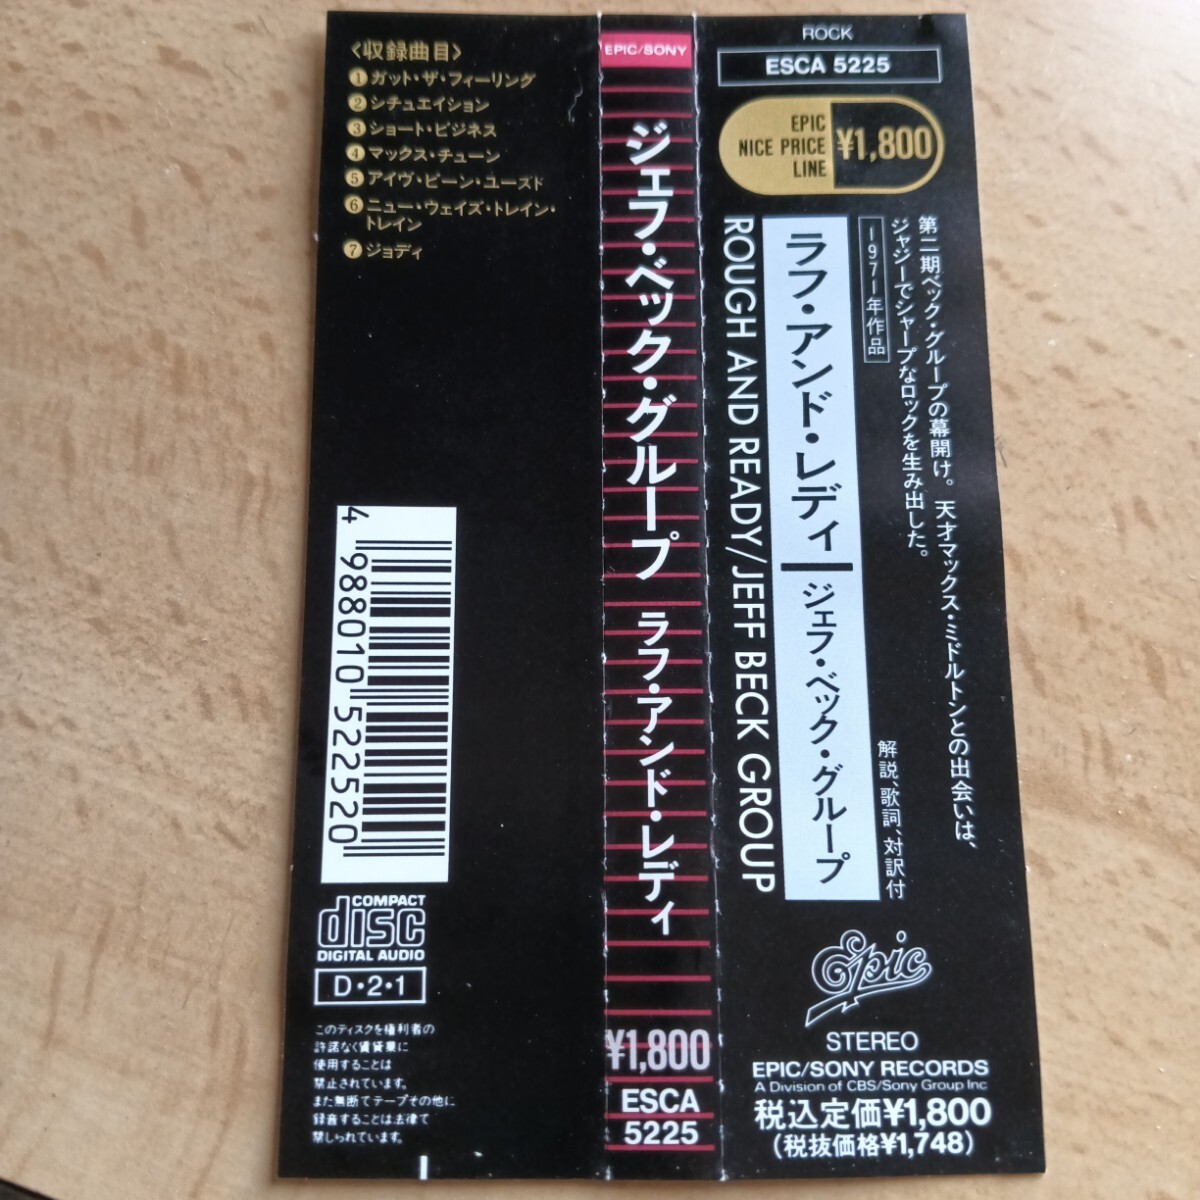 〈収録曲目〉
1 ガット・ザ・フィーリング
2 シチュエイション
3 ショート・ビジネス
4 マックス・チューン
5 アイヴ・ビーン・ユーズド
6 ニュー・ウェイズ・トレイン・
トレイン
7 ジョディ
4 988010 522520
COMPACT
disc
DIGITAL AUDIO
D・2・1
このディスクを権利者の
許諾なく賃貸業に
使用することは
禁止されています。
また無断でテープその他に
録音することは法律で
禁じられています。
EPIC/SONY
ジェフ・ベック・グループ ラフ・アンド・レディ
¥1,800
ESCA
5225
ROCK
ESCA 5225
EPIC
NICE PRICE
LINE
¥1,800
第二期ベック・グループの幕開け。天才マックス・ミドルトンとの出会いは、
ジャジーでシャープなロックを生み出した。
1971年作品
解説、歌詞、対訳付
ラフ・アンド・レディ|ジェフ・ベック・グループ
ROUGH AND READY/JEFF BECK GROUP
Epic
STEREO
EPIC/SONY RECORDS
A Division of CBS/Sony Group Inc
税込定価¥1,800
(税抜価格¥1,748)